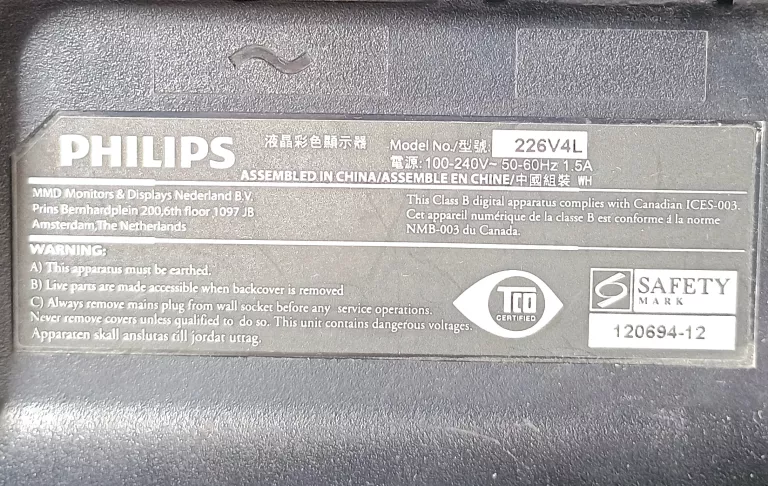 PHILIPS
液晶彩色顯示器
Model No./型號: 226V4L
電源: 100-240V~ 50-60Hz 1.5A
ASSEMBLED IN CHINA/ASSEMBLE EN CHINE/中國組裝 WH
MMD Monitors & Displays Nederland B.V.
Prins Bernhardplein 200,6th floor 1097 JB
Amsterdam,The Netherlands
This Class B digital apparatus complies with Canadian ICES-003.
Cet appareil numérique de la classe B est conforme á la norme
NMB-003 du Canada.
WARNING:
A) This apparatus must be earthed.
B) Live parts are made accessible when backcover is removed
C) Always remove mains plug from wall socket before any service operations.
Never remove covers unless qualified to do so. This unit contains dangerous voltages.
Apparaten skall anslutas till jordat uttag.
TCO
CERTIFIED
SAFETY
MARK
120694-12